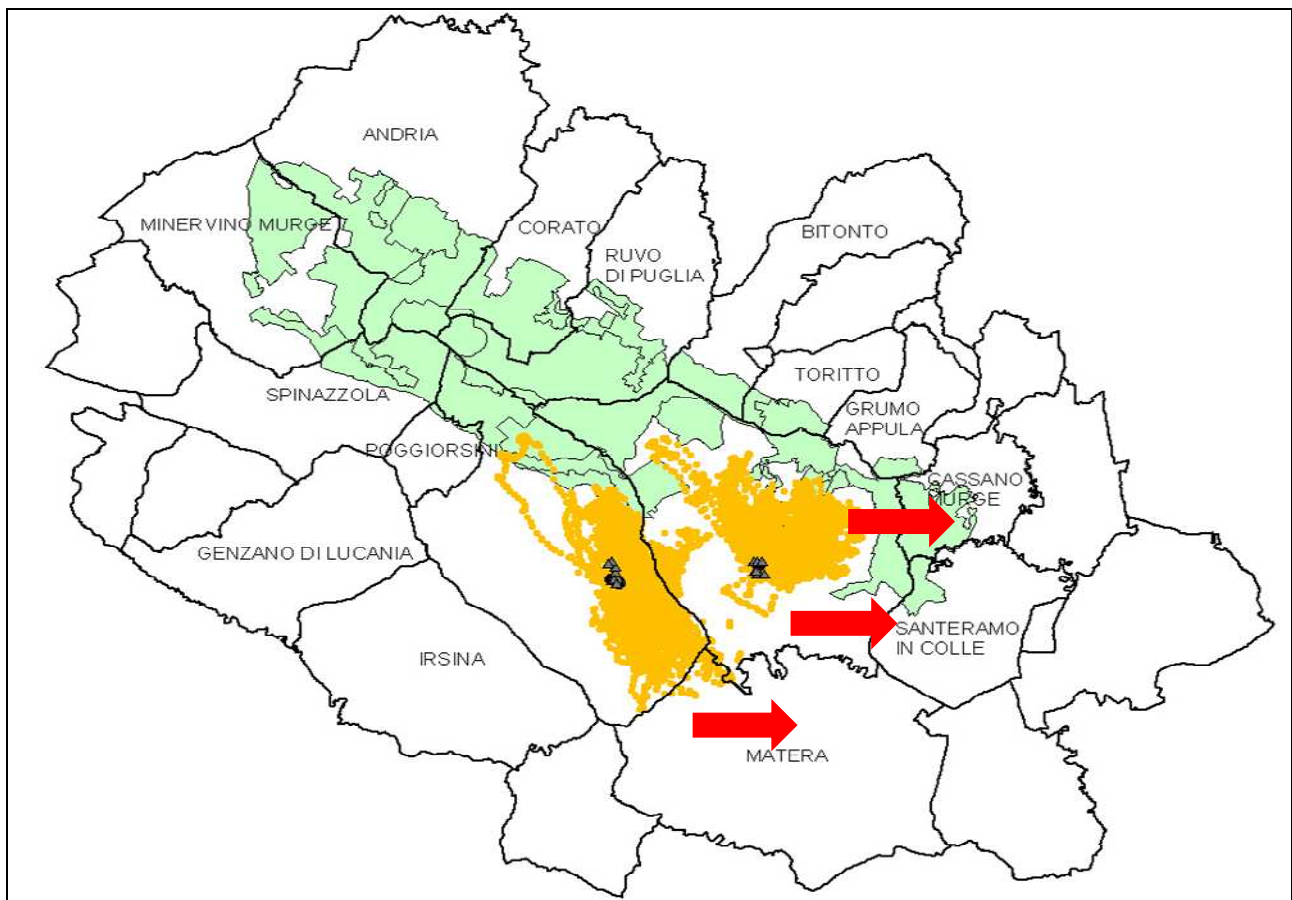 ANDRIA
MINERVINO MURGE
CORATO
BITONTO
RUVO
DI PUGLIA
TORITTO
SPINAZZOLA
GRUMO
APPULA
POGGIORSINI
CASSANO
MURGE
GENZANO DI LUCANIA
SANTERAMO
IN COLLE
IRSINA
MATERA